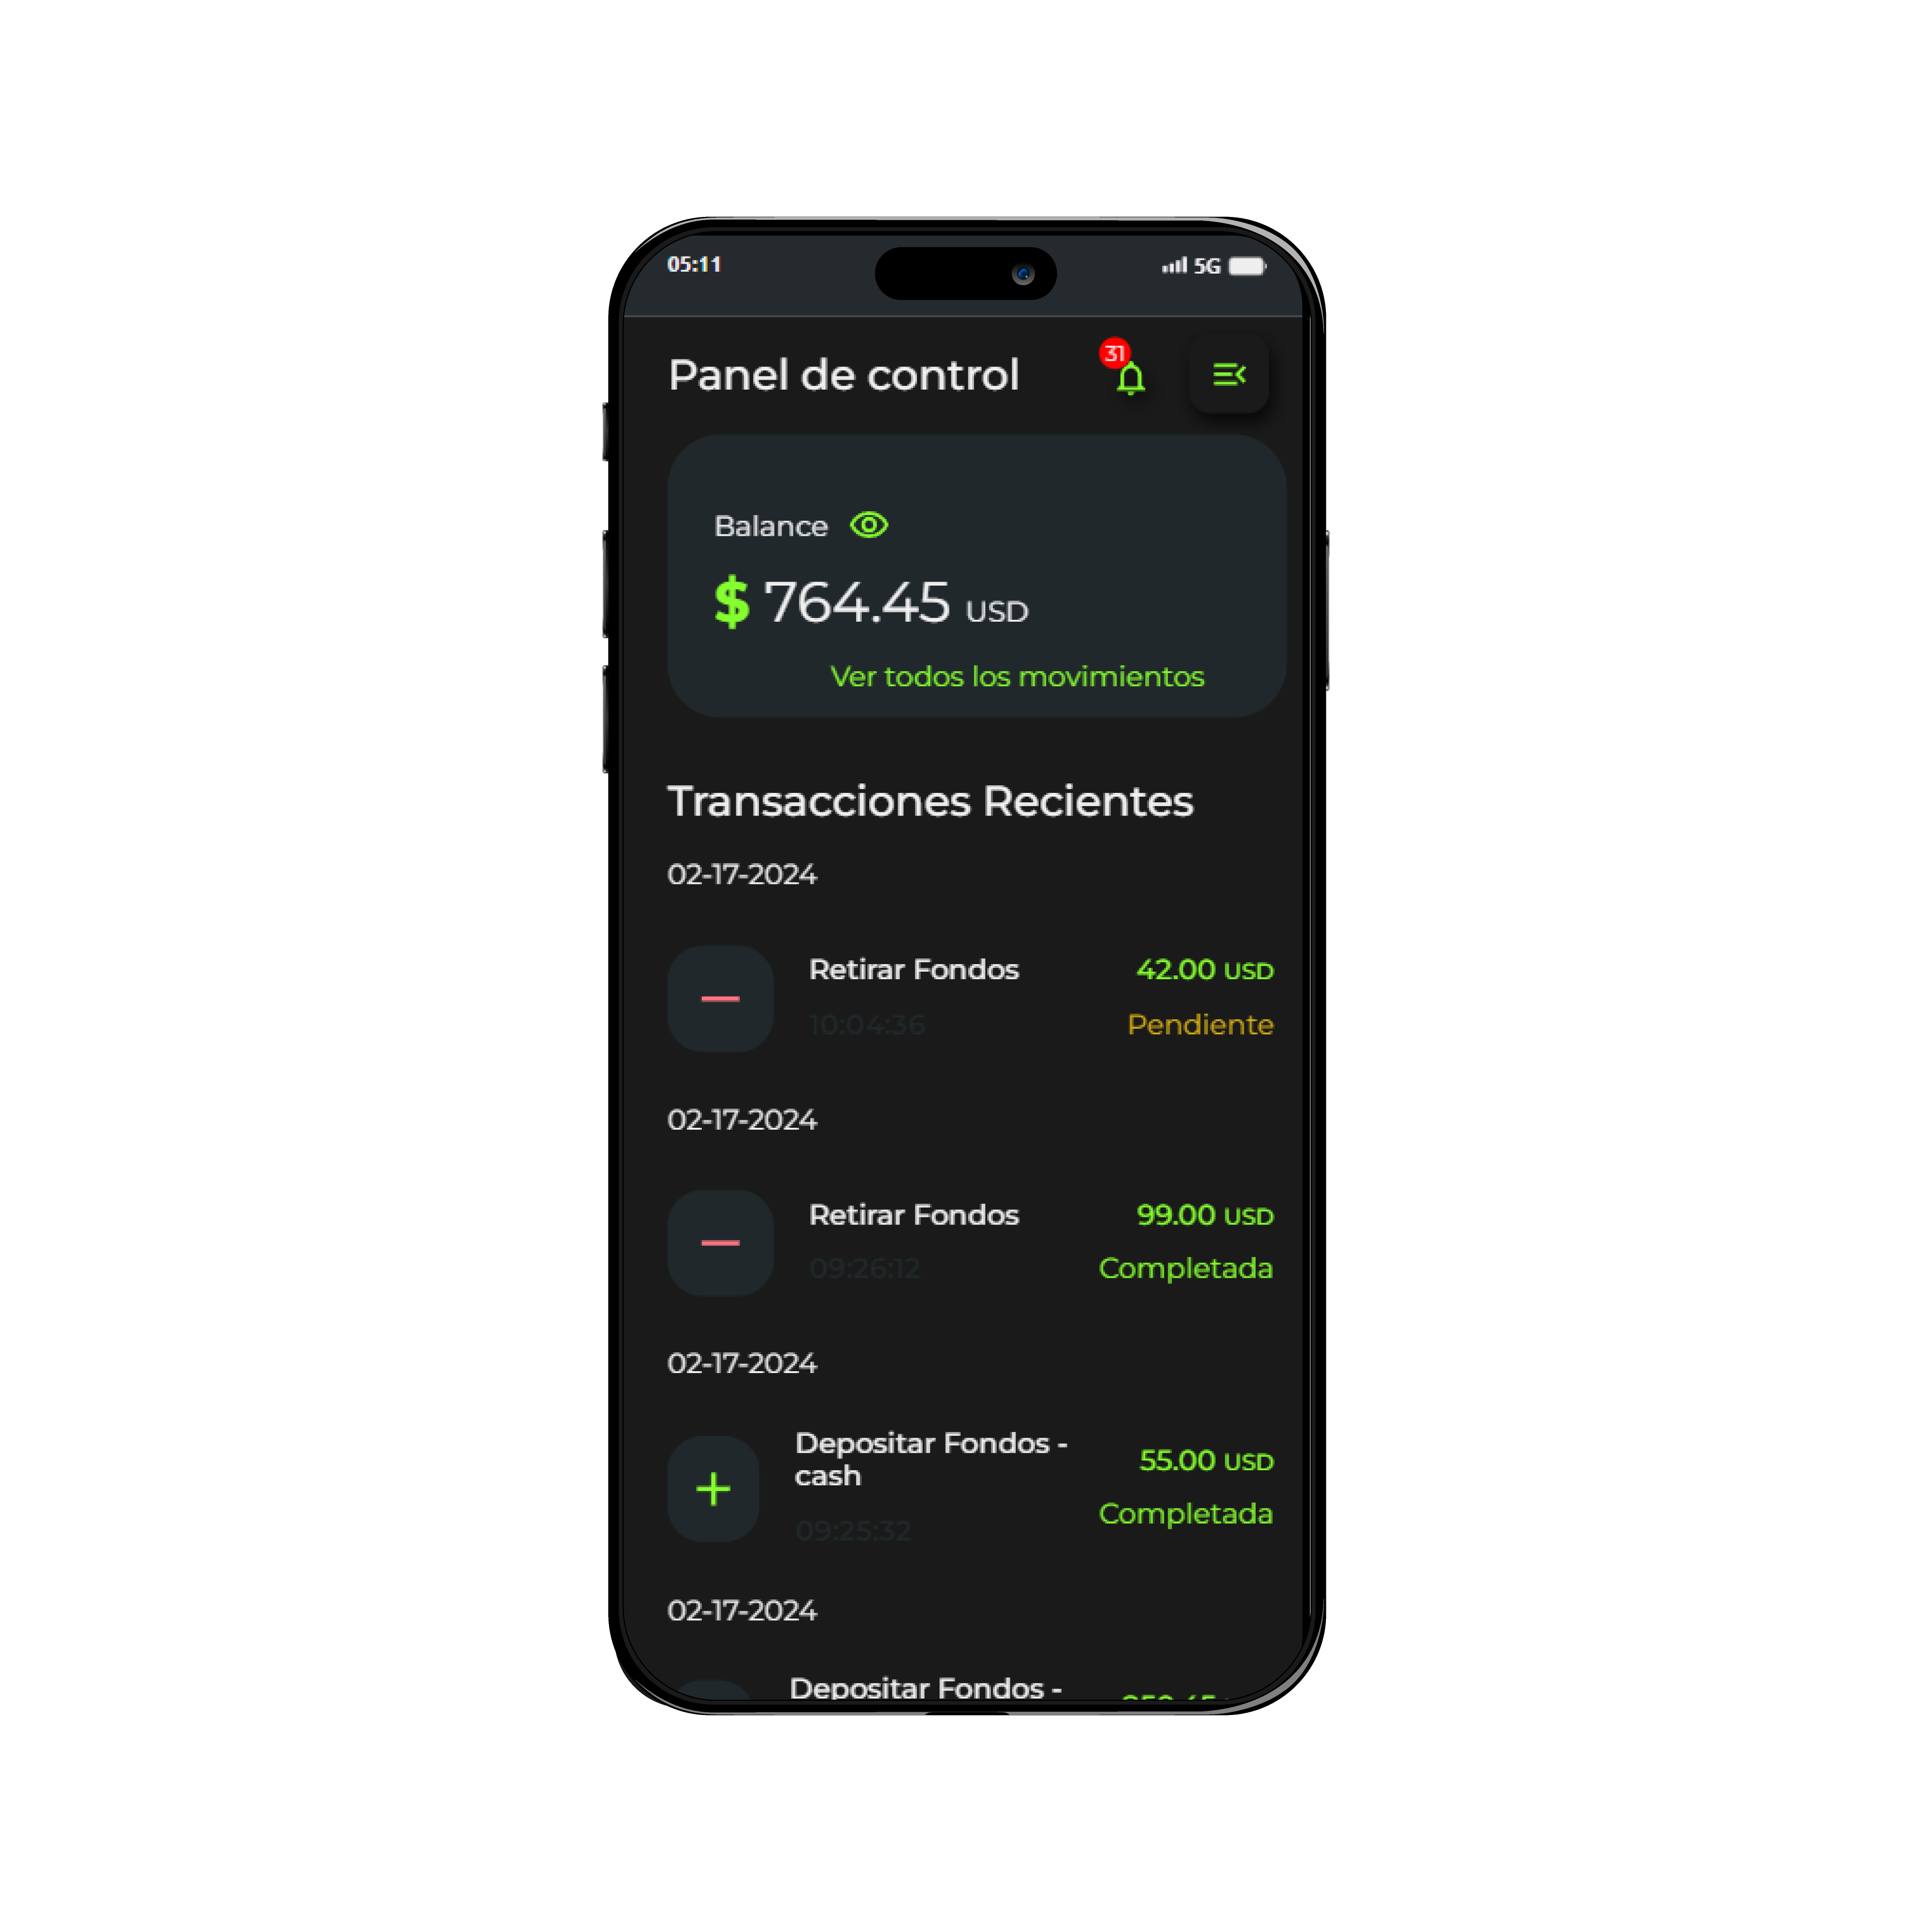 05:11
5G
Panel de control
31
Balance
$ 764.45 USD
Ver todos los movimientos
Transacciones Recientes
02-17-2024
Retirar Fondos 42.00 USD
10:04:36 Pendiente
02-17-2024
Retirar Fondos 99.00 USD
09:26:12 Completada
02-17-2024
Depositar Fondos -
cash
55.00 USD
Completada
09:25:32
02-17-2024
Depositar Fondos -